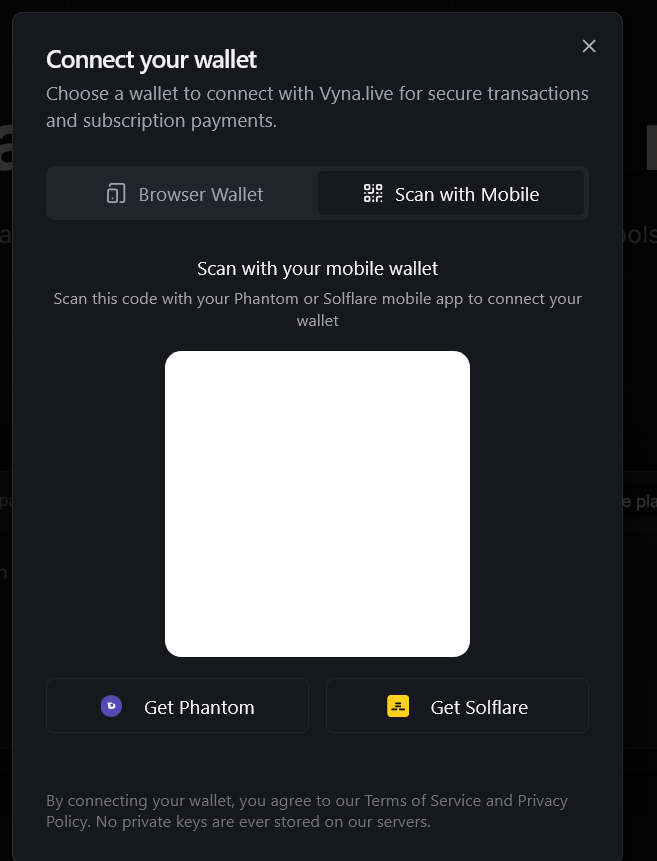 Connect your wallet
Choose a wallet to connect with Vyna.live for secure transactions
and subscription payments.
Browser Wallet
Scan with Mobile
ools
Scan with your mobile wallet
Scan this code with your Phantom or Solflare mobile app to connect your
wallet
e pla
Get Phantom
Get Solflare
By connecting your wallet, you agree to our Terms of Service and Privacy
Policy. No private keys are ever stored on our servers.